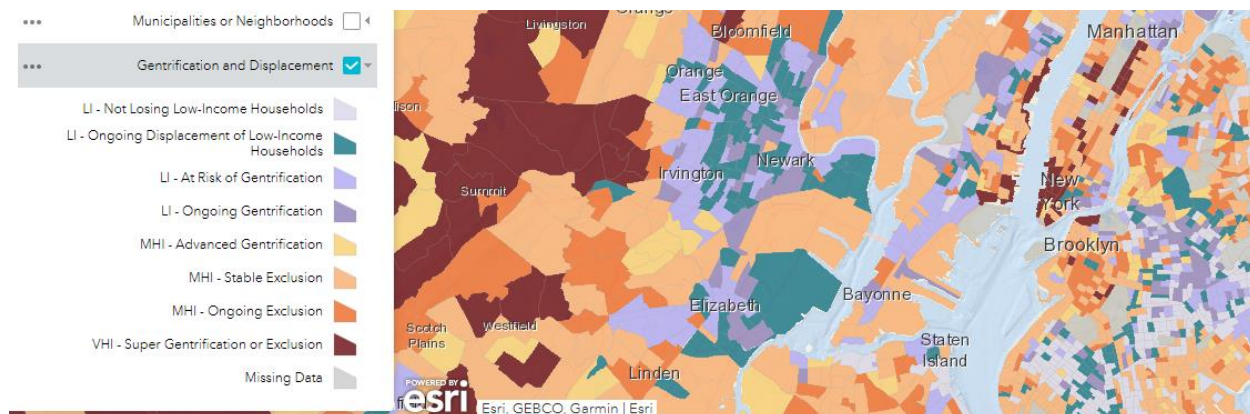 Municipalities or Neighborhoods
Gentrification and Displacement
LI - Not Losing Low-Income Households
LI - Ongoing Displacement of Low-Income
Households
LI - At Risk of Gentrification
LI - Ongoing Gentrification
MHI - Advanced Gentrification
MHI - Stable Exclusion
MHI - Ongoing Exclusion
VHI - Super Gentrification or Exclusion
Missing Data
Livingston
Bloomfield
Manhattan
Orange
East Orange
Newark
Irvington
Summit
New
York
Brooklyn
Elizabeth
Bayonne
Scotch
Plains
Westfield
Staten
Island
Linden
POWERED BY
esri
Esri, GEBCO, Garmin | Esri